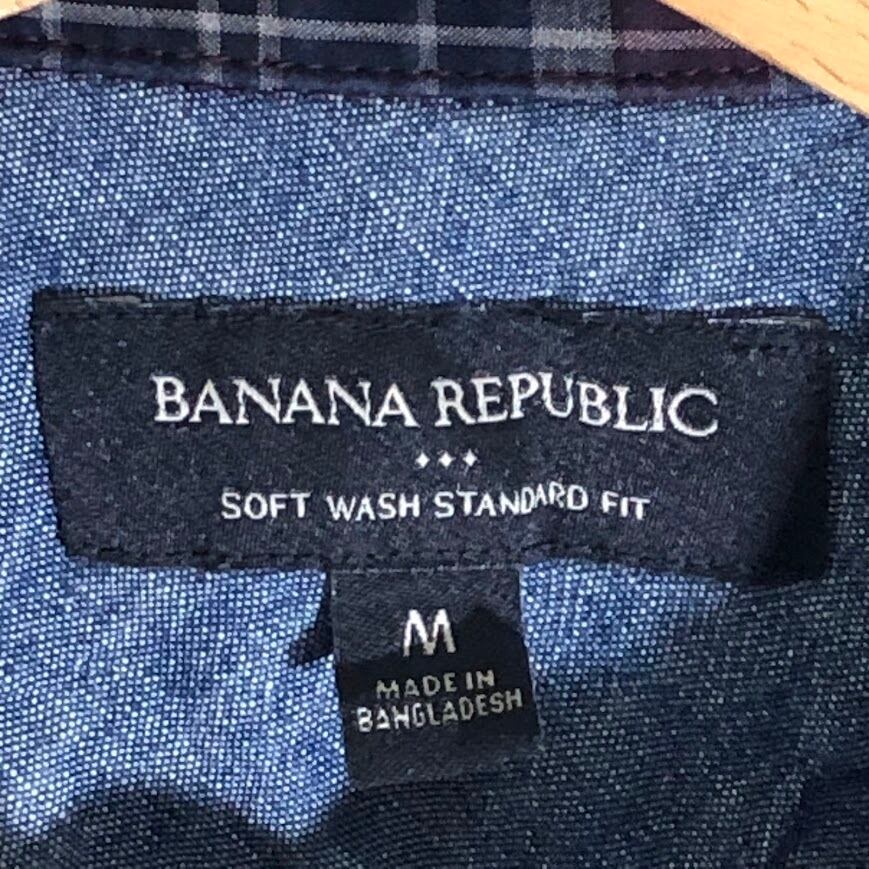 BANANA REPUBLIC
SOFT WASH STANDARD FIT
M
MADE IN
BANGLADESH